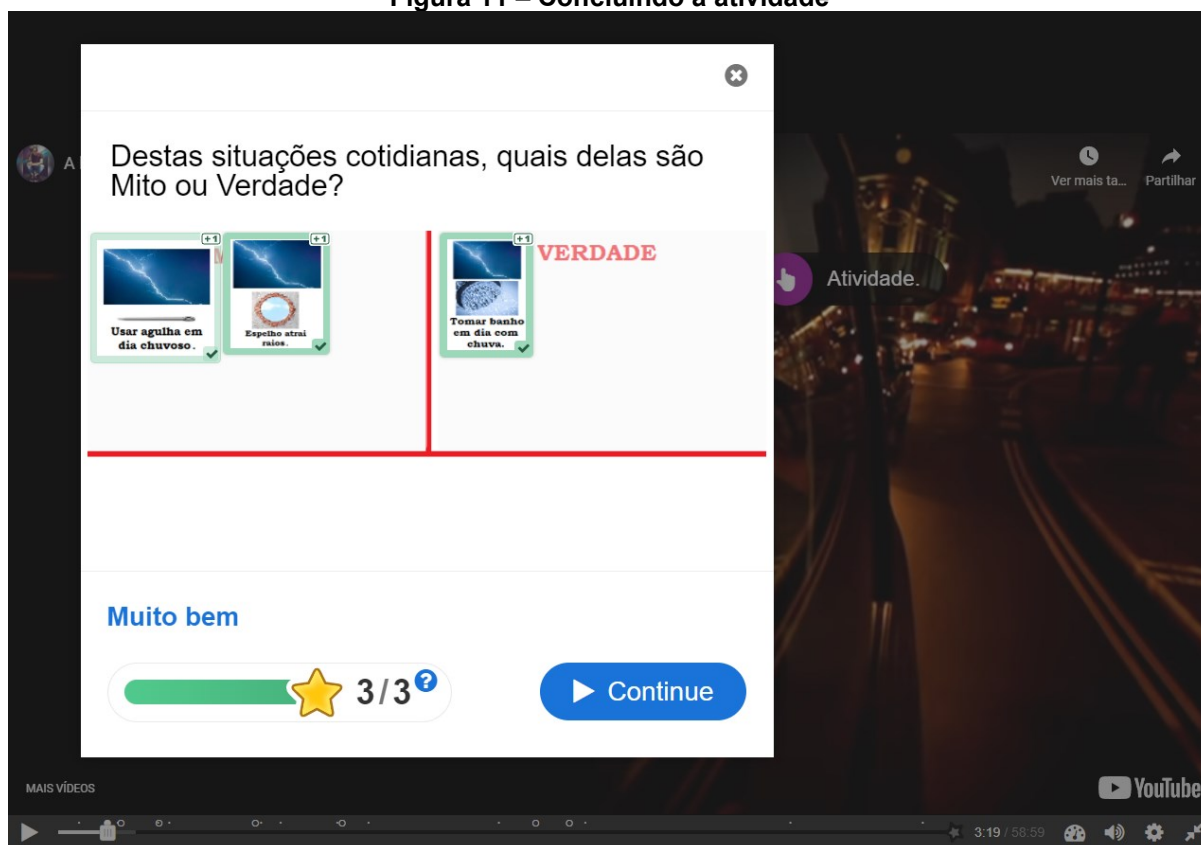 Figura 11 – Concluindo a atividade
A
Ver mais ta...
Partilhar
Destas situações cotidianas, quais delas são
Mito ou Verdade?
+1
+1
+1
M
VERDADE
Usar agulha em
dia chuvoso.
Espelho atrai
raios.
Tomar banho
em dia com
chuva.
Atividade.
Muito bem
3/3
?
Continue
MAIS VÍDEOS
YouTube
3:19 / 58:59